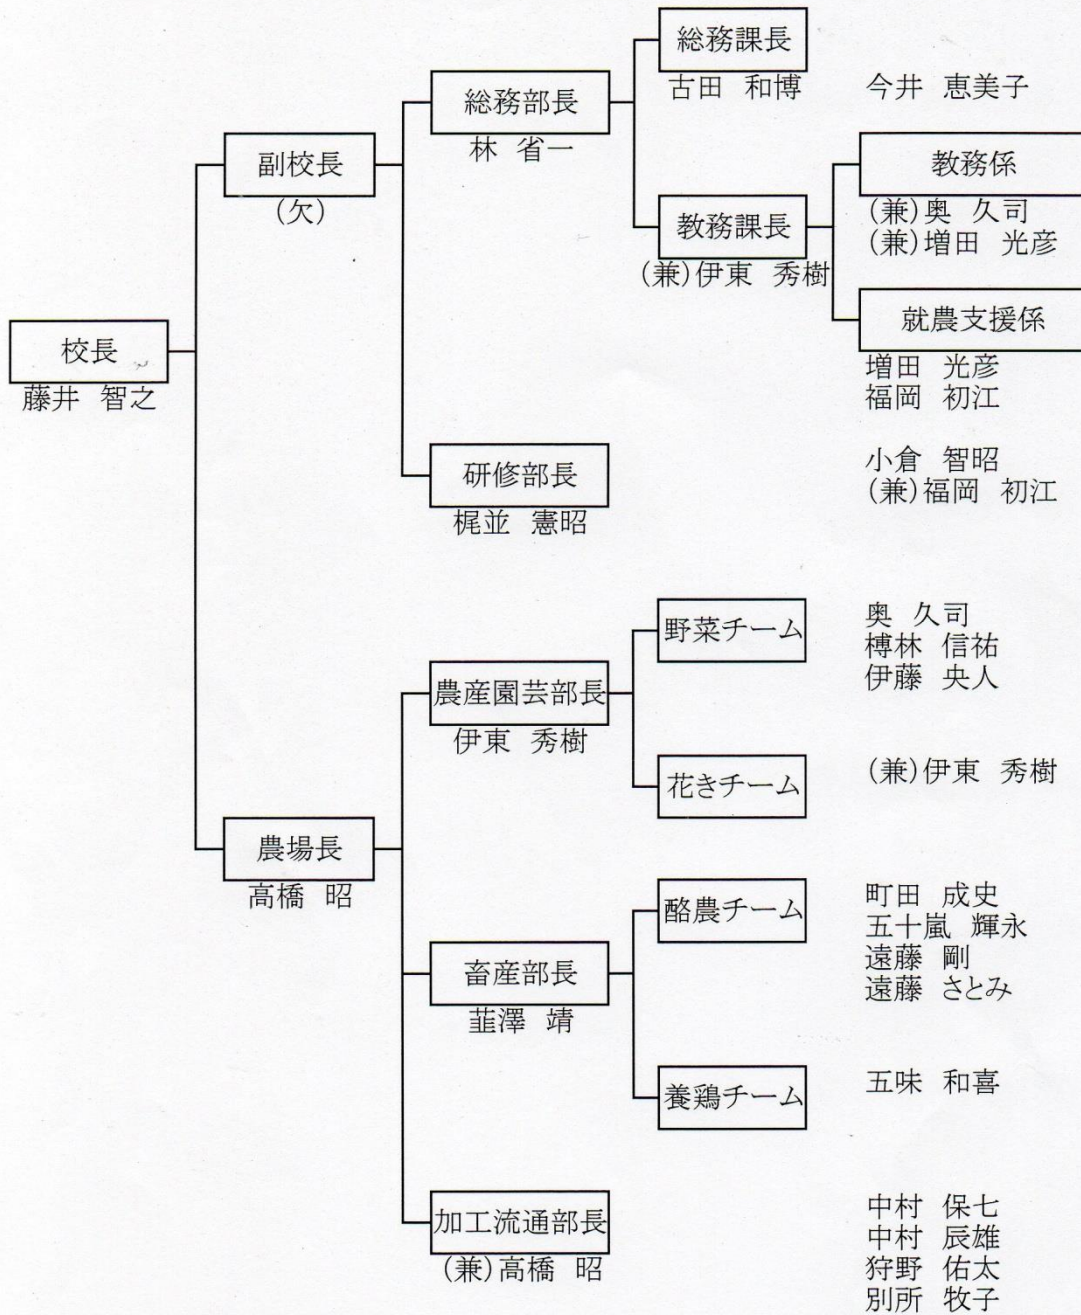 校長
藤井 智之
副校長
(欠)
総務部長
林 省一
総務課長
古田 和博
今井 恵美子
教務課長
(兼)伊東 秀樹
教務係
(兼)奥 久司
(兼)増田 光彦
就農支援係
増田 光彦
福岡 初江
研修部長
梶並 憲昭
小倉 智昭
(兼)福岡 初江
農場長
高橋 昭
農産園芸部長
伊東 秀樹
野菜チーム
奥 久司
榑林 信祐
伊藤 央人
花きチーム
(兼)伊東 秀樹
畜産部長
韮澤 靖
酪農チーム
町田 成史
五十嵐 輝永
遠藤 剛
遠藤 さとみ
養鶏チーム
五味 和喜
加工流通部長
(兼)高橋 昭
中村 保七
中村 辰雄
狩野 佑太
別所 牧子